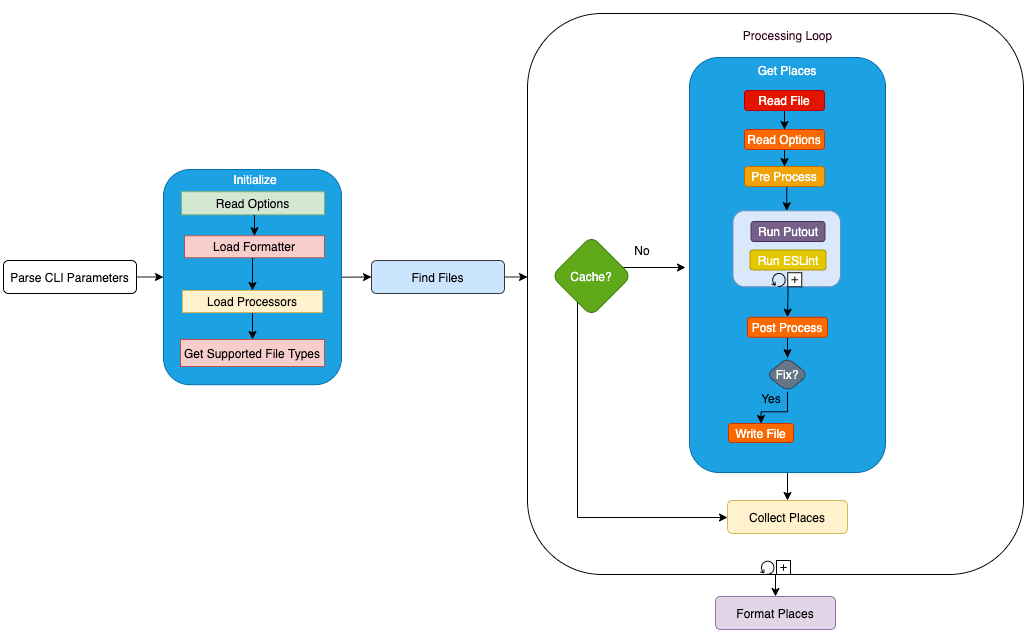 Processing Loop
Get Places
Read File
Read Options
Pre Process
Run Putout
Run ESLint
+
Post Process
Fix?
Yes
Write File
Initialize
Read Options
Load Formatter
Load Processors
Get Supported File Types
Parse CLI Parameters
Find Files
Cache?
No
Collect Places
+
Format Places